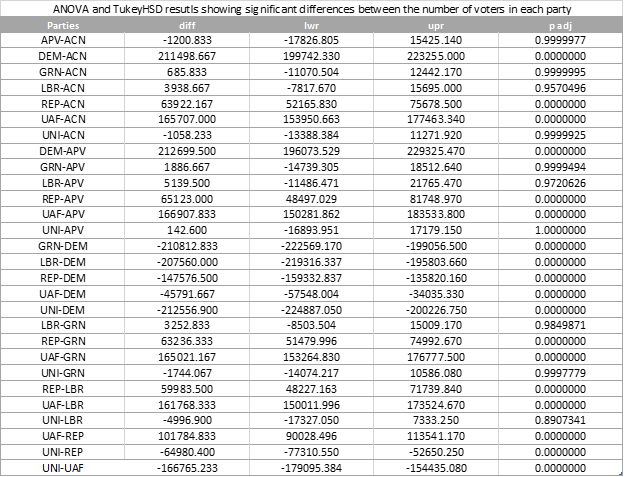 ANOVA and TukeyHSD resutls showing significant differences between the number of voters in each party
Parties diff lwr upr p adj
APV-ACN -1200.833 -17826.805 15425.140 0.9999977
DEM-ACN 211498.667 199742.330 223255.000 0.0000000
GRN-ACN 685.833 -11070.504 12442.170 0.9999995
LBR-ACN 3938.667 -7817.670 15695.000 0.9570496
REP-ACN 63922.167 52165.830 75678.500 0.0000000
UAF-ACN 165707.000 153950.663 177463.340 0.0000000
UNI-ACN -1058.233 -13388.384 11271.920 0.9999925
DEM-APV 212699.500 196073.529 229325.470 0.0000000
GRN-APV 1886.667 -14739.305 18512.640 0.9999494
LBR-APV 5139.500 -11486.471 21765.470 0.9720626
REP-APV 65123.000 48497.029 81748.970 0.0000000
UAF-APV 166907.833 150281.862 183533.800 0.0000000
UNI-APV 142.600 -16893.951 17179.150 1.0000000
GRN-DEM -210812.833 -222569.170 -199056.500 0.0000000
LBR-DEM -207560.000 -219316.337 -195803.660 0.0000000
REP-DEM -147576.500 -159332.837 -135820.160 0.0000000
UAF-DEM -45791.667 -57548.004 -34035.330 0.0000000
UNI-DEM -212556.900 -224887.050 -200226.750 0.0000000
LBR-GRN 3252.833 -8503.504 15009.170 0.9849871
REP-GRN 63236.333 51479.996 74992.670 0.0000000
UAF-GRN 165021.167 153264.830 176777.500 0.0000000
UNI-GRN -1744.067 -14074.217 10586.080 0.9997779
REP-LBR 59983.500 48227.163 71739.840 0.0000000
UAF-LBR 161768.333 150011.996 173524.670 0.0000000
UNI-LBR -4996.900 -17327.050 7333.250 0.8907341
UAF-REP 101784.833 90028.496 113541.170 0.0000000
UNI-REP -64980.400 -77310.550 -52650.250 0.0000000
UNI-UAF -166765.233 -179095.384 -154435.080 0.0000000